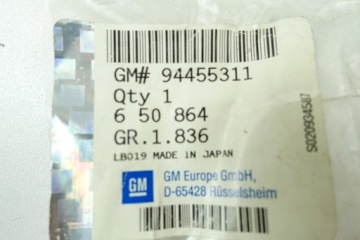 GM# 94455311
Qty 1
6 50 864
GR.1.836
LB019 MADE IN JAPAN
GM
GM Europe GmbH,
D-65428 Rüsselsheim
S020934587